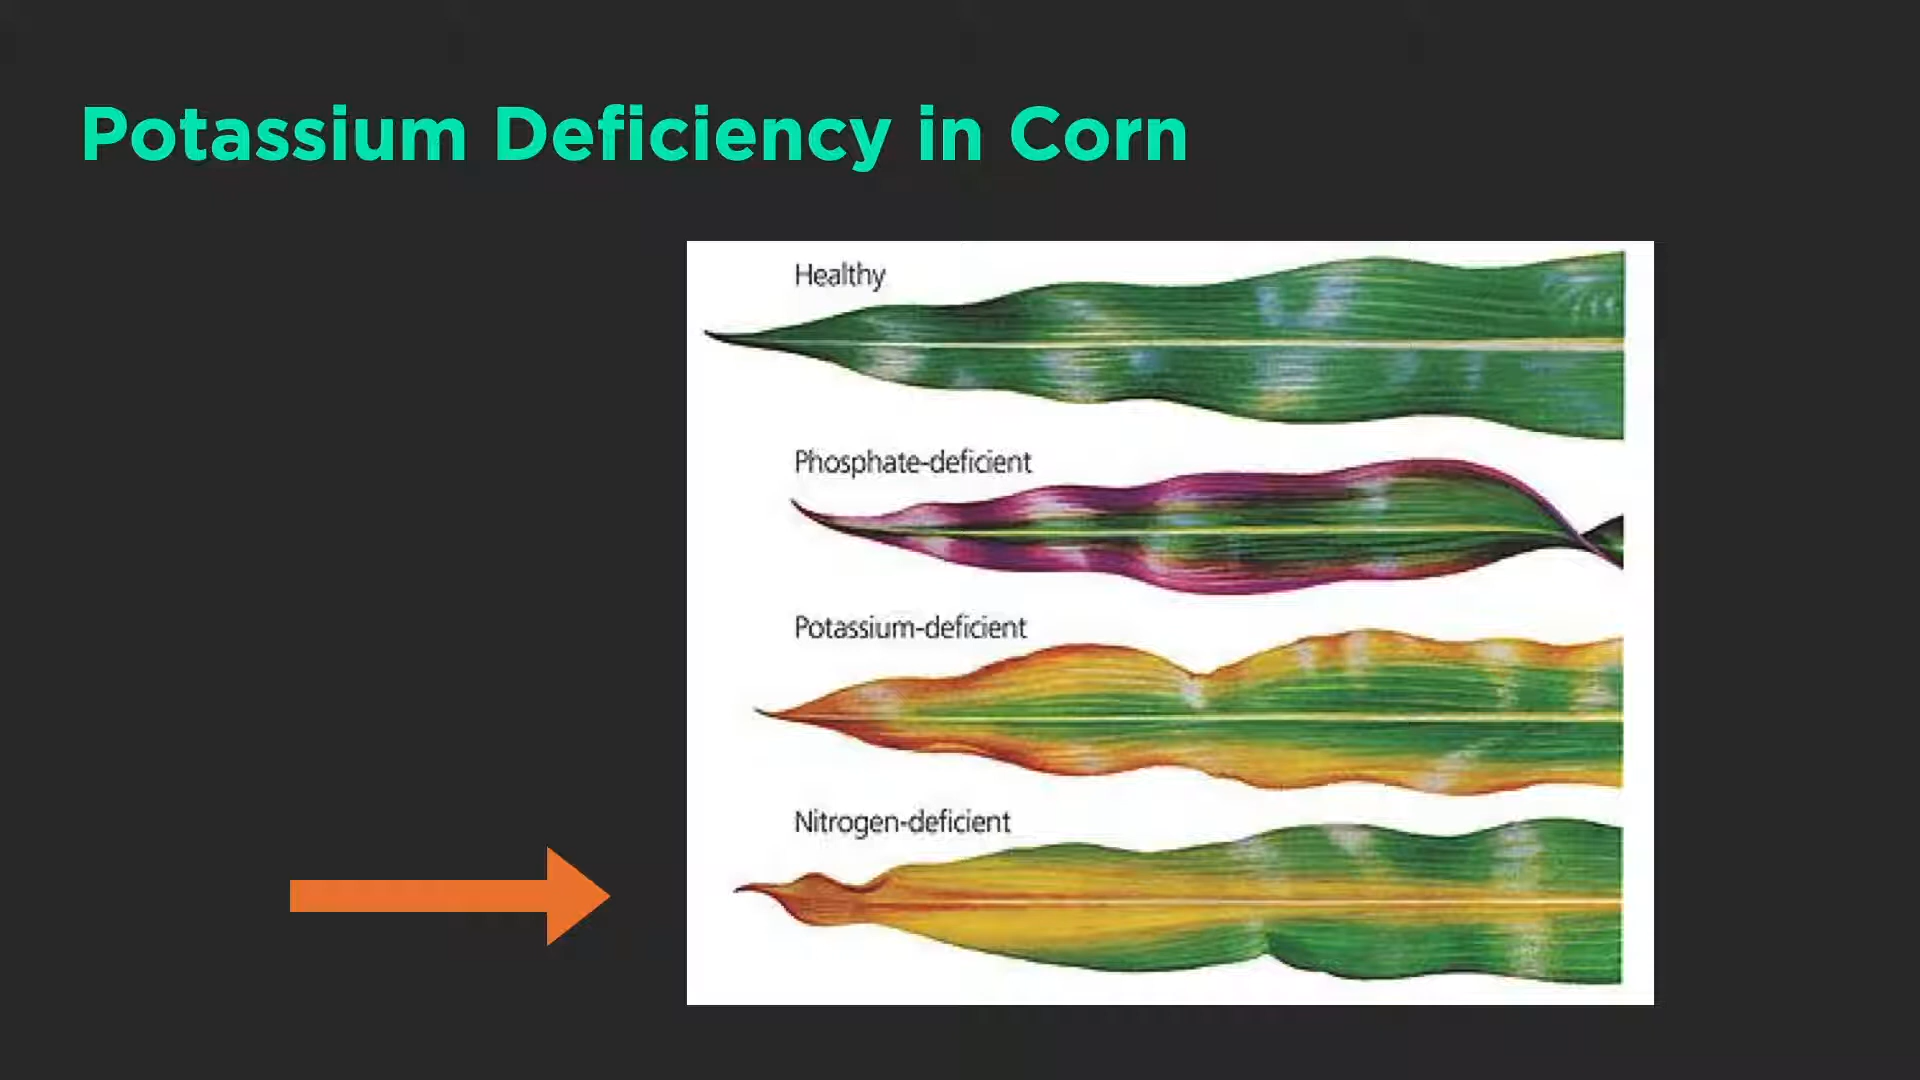 Potassium Deficiency in Corn
Healthy
Phosphate-deficient
Potassium-deficient
Nitrogen-deficient